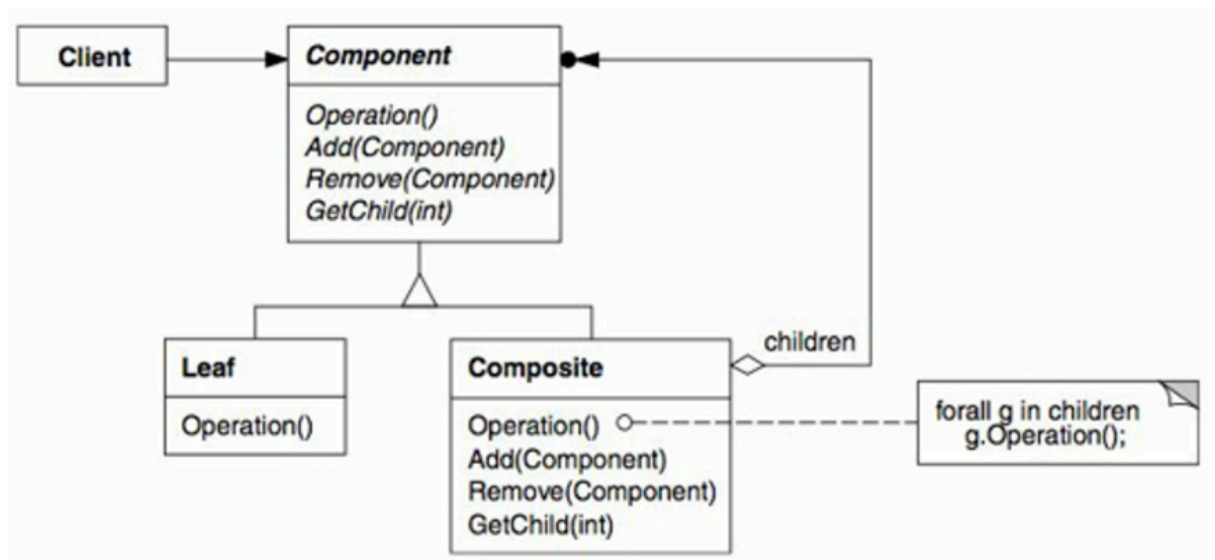 Client
Component
Operation()
Add(Component)
Remove(Component)
GetChild(int)
Leaf
Operation()
Composite
Operation()
Add(Component)
Remove(Component)
GetChild(int)
children
forall g in children
g.Operation();